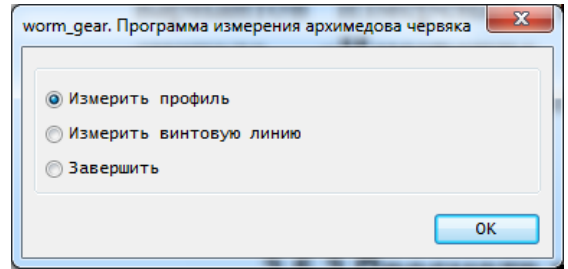 worm_gear. Программа измерения архимедова червяка
Измерить профиль
Измерить винтовую линию
Завершить
OK